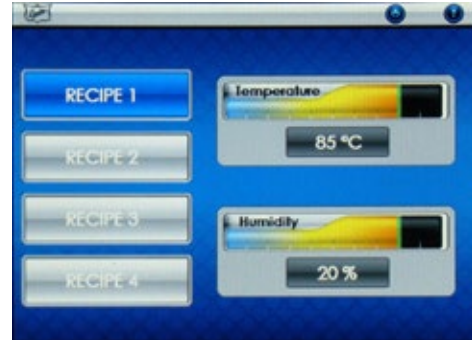 RECIPE 1
RECIPE 2
RECIPE 3
RECIPE 4
Temperature
85 °C
Humidity
20 %